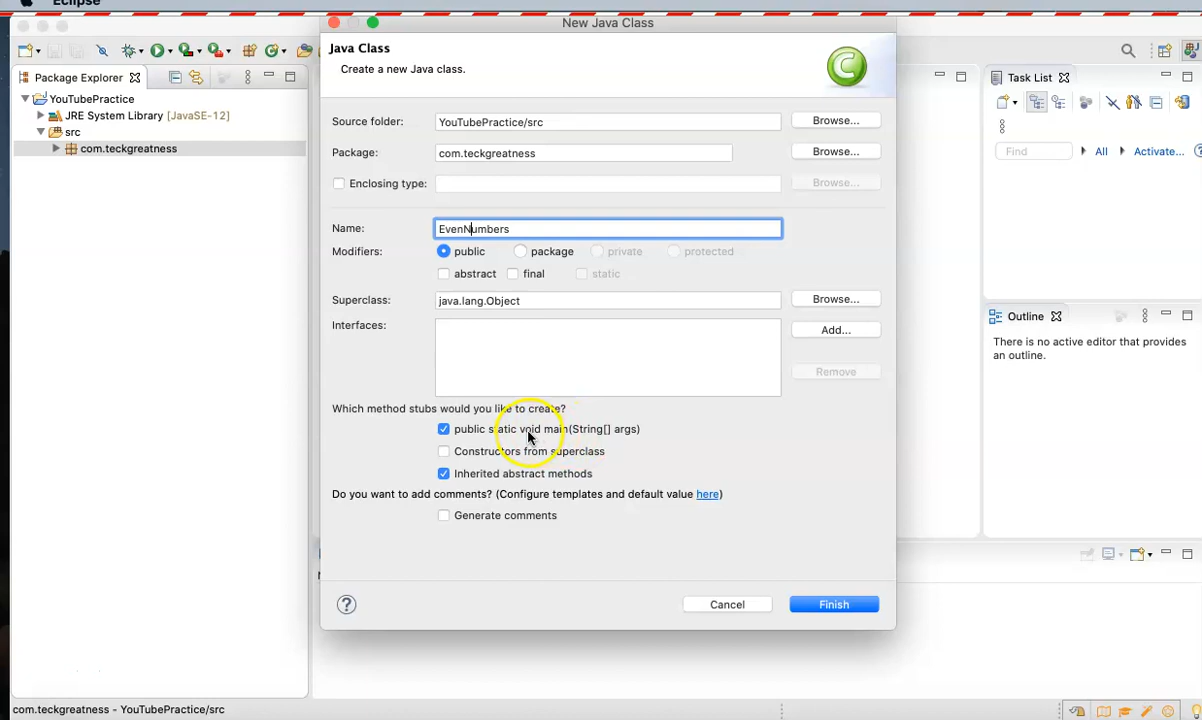 Eclipse
New Java Class
Java Class
Create a new Java class.
Package Explorer
YouTubePractice
JRE System Library [JavaSE-12]
src
com.teckgreatness
Source folder: YouTubePractice/src Browse...
Package: com.teckgreatness Browse...
Enclosing type: Browse...
Name: EvenNumbers
Modifiers: public package private protected
abstract final static
Superclass: java.lang.Object Browse...
Interfaces: Add...
Remove
Which method stubs would you like to create?
public static void main(String[] args)
Constructors from superclass
Inherited abstract methods
Do you want to add comments? (Configure templates and default value here)
Generate comments
? Cancel Finish
Task List
Find All Activate...
Outline
There is no active editor that provides
an outline.
com.teckgreatness - YouTubePractice/src